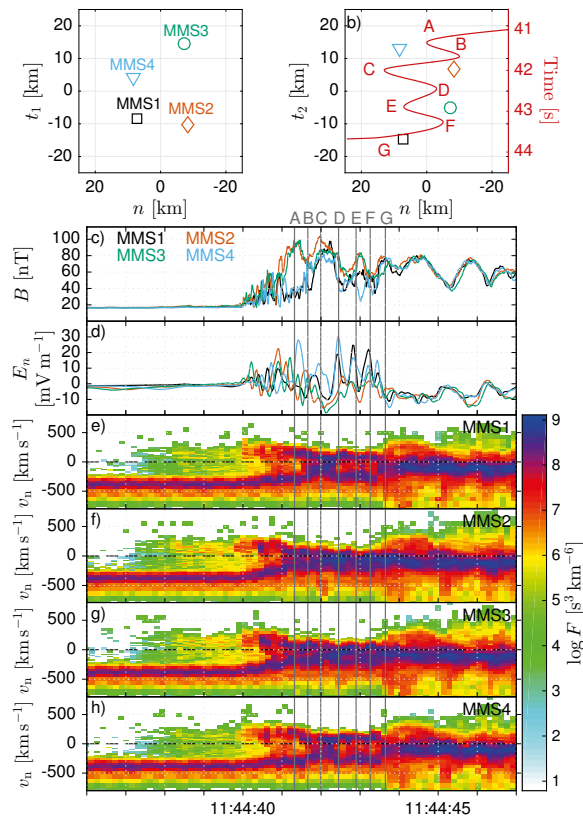 20
10
0
-10
-20
t1 [km]
MMS3
MMS4
MMS1
MMS2
20 0 -20
n [km]
b)
20
10
0
-10
-20
t2 [km]
A
B
C
D
E
F
G
41
42
43
44
Time [s]
20 0 -20
n [km]
A B C D E F G
c) MMS1 MMS2
MMS3 MMS4
100
80
60
40
20
B [nT]
d)
30
20
10
0
-10
En
[mV m−1]
e) MMS1
500
0
-500
vn [km s−1]
f) MMS2
500
0
-500
vn [km s−1]
g) MMS3
500
0
-500
vn [km s−1]
h) MMS4
500
0
-500
vn [km s−1]
11:44:40 11:44:45
9
8
7
6
5
4
3
2
1
log F [s3 km−6]